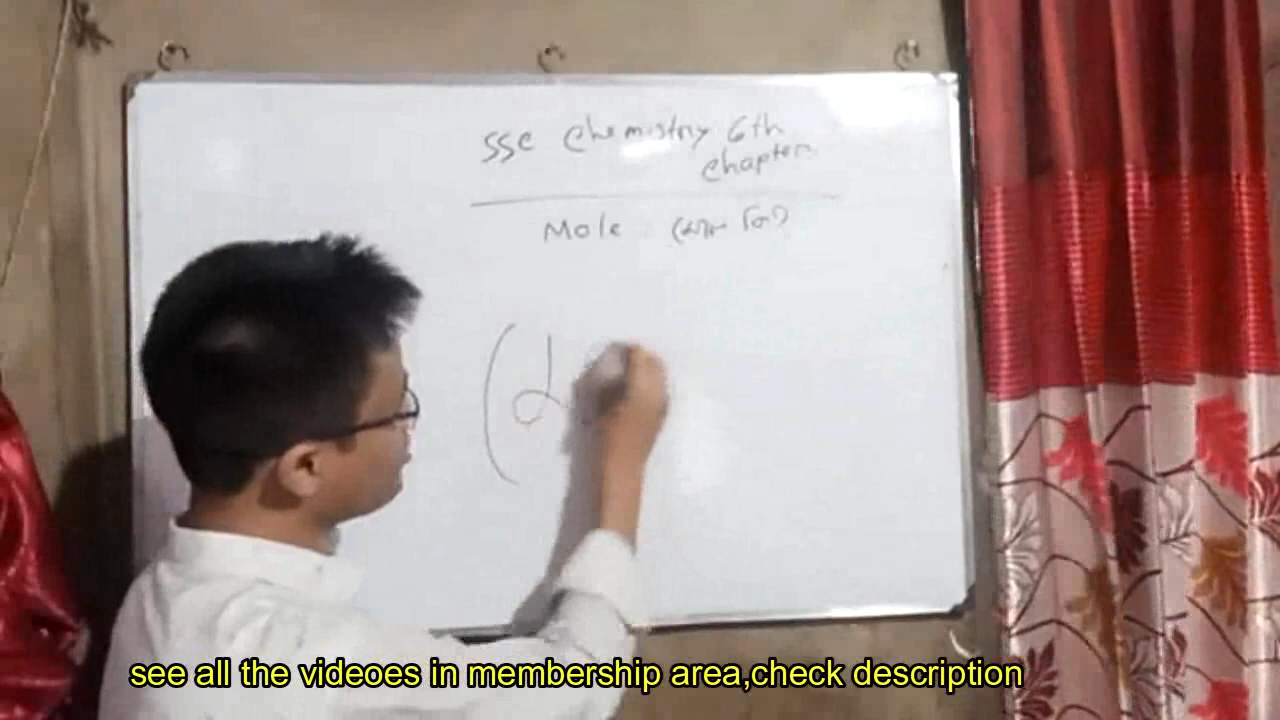 SSC Chemistry 6th
chapter
Mole
(d
see all the videoes in membership area,check description